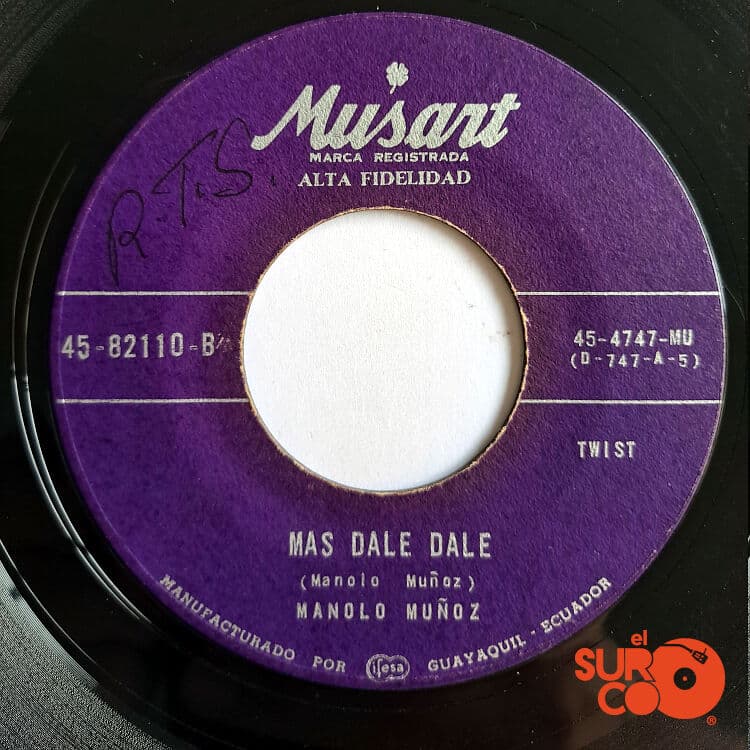 Musart
MARCA REGISTRADA
ALTA FIDELIDAD
R.T.S.
45-82110-B
45-4747-MU
(D-747-A-5)
TWIST
MAS DALE DALE
(Manolo Muñoz)
MANOLO MUÑOZ
MANUFACTURADO POR ifesa GUAYAQUIL - ECUADOR
el
SURCO
®